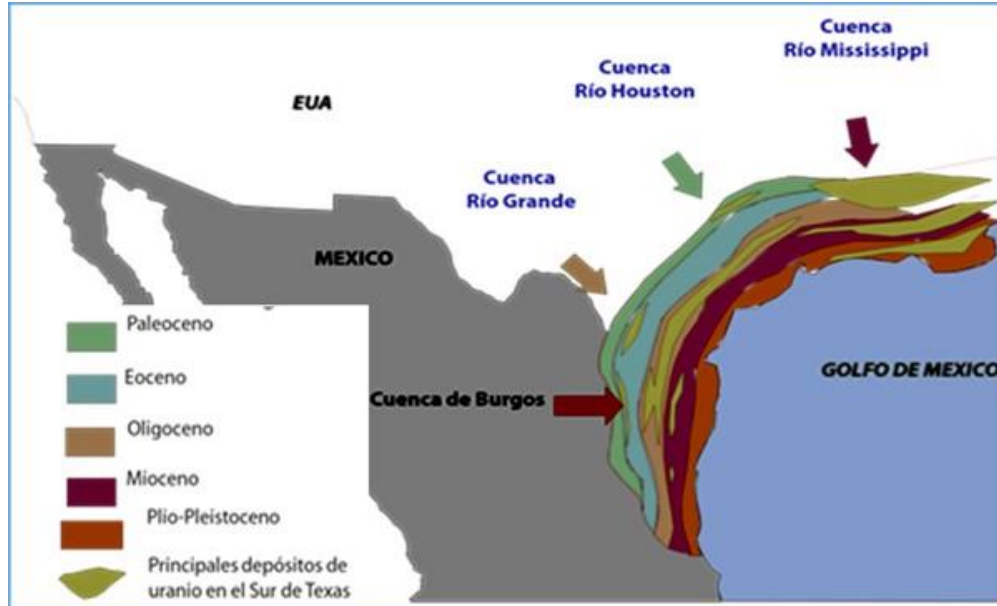 Cuenca
Río Mississippi
Cuenca
Río Houston
EUA
Cuenca
Río Grande
MEXICO
Paleoceno
Eoceno
Oligoceno
Mioceno
Plio-Pleistoceno
Principales depósitos de
uranio en el Sur de Texas
Cuenca de Burgos
GOLFO DE MEXICO